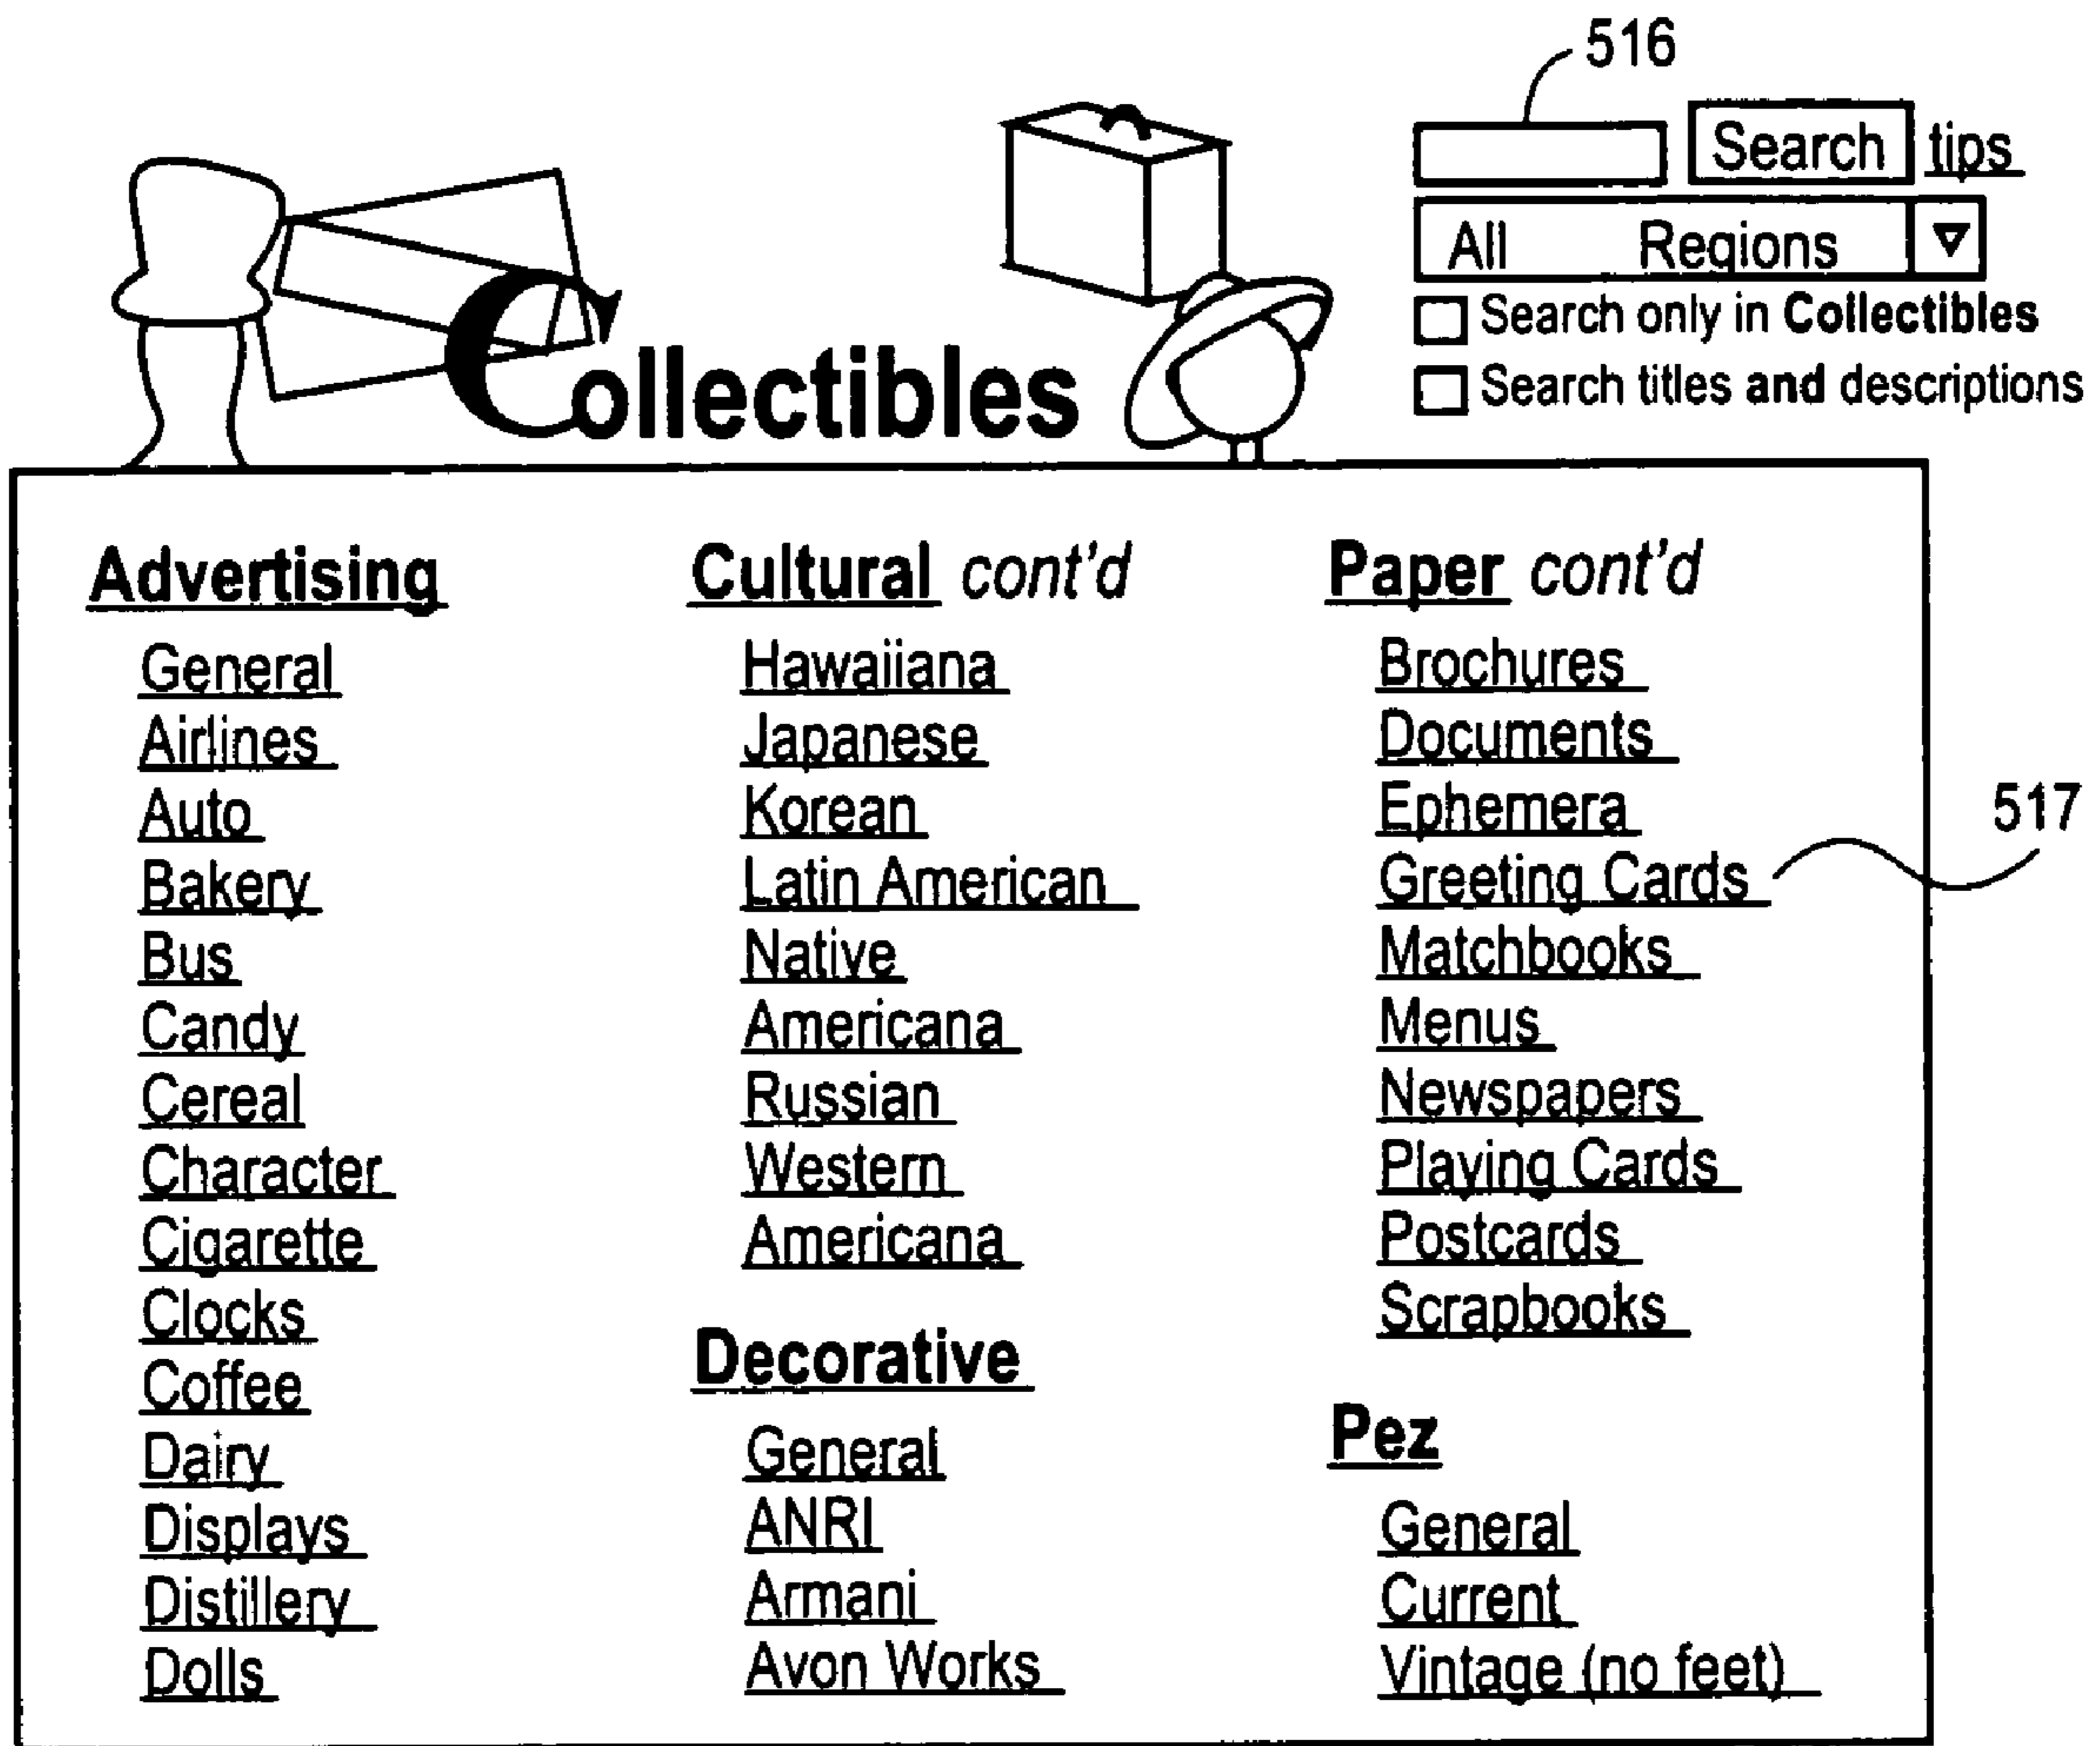 516
Search tips
All Regions
Search only in Collectibles
Search titles and descriptions
Collectibles
Advertising
General
Airlines
Auto
Bakery
Bus
Candy
Cereal
Character
Cigarette
Clocks
Coffee
Dairy
Displays
Distillery
Dolls
Cultural cont'd
Hawaiiana
Japanese
Korean
Latin American
Native
Americana
Russian
Western
Americana
Decorative
General
ANRI
Armani
Avon Works
Paper cont'd
Brochures
Documents
Ephemera
Greeting Cards
Matchbooks
Menus
Newspapers
Playing Cards
Postcards
Scrapbooks
Pez
General
Current
Vintage (no feet)
517